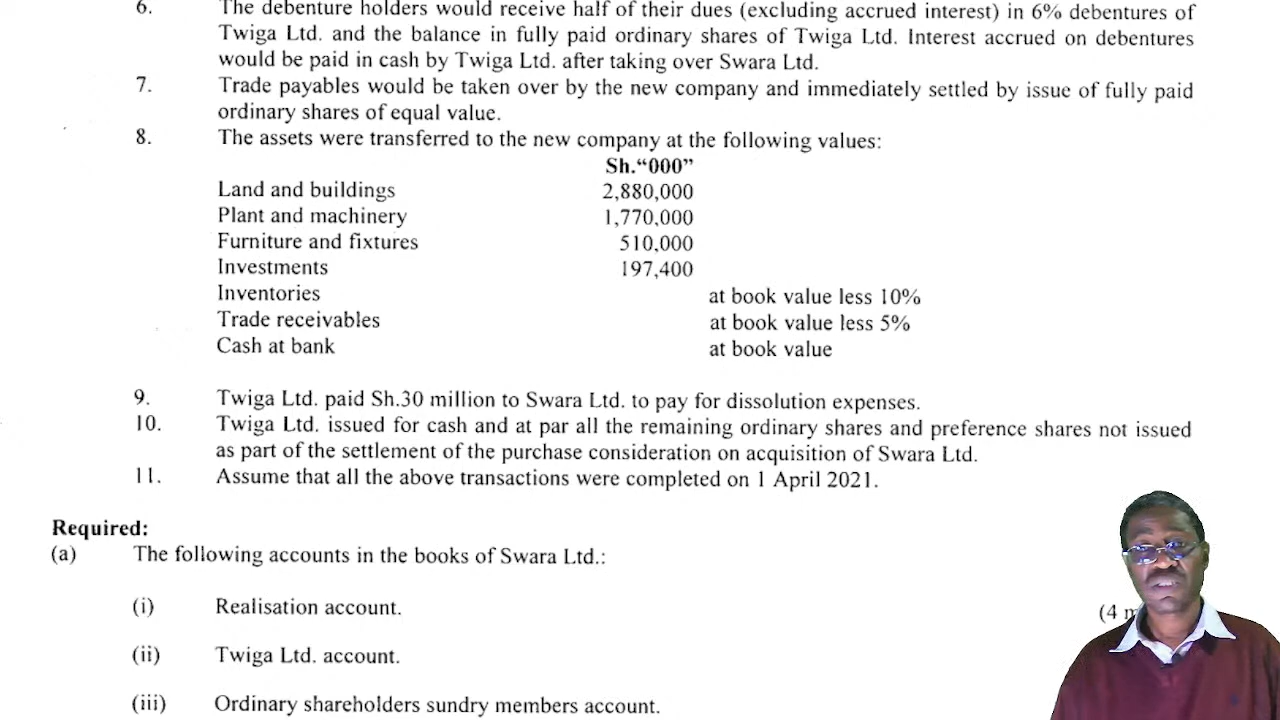 6. The debenture holders would receive half of their dues (excluding accrued interest) in 6% debentures of
Twiga Ltd. and the balance in fully paid ordinary shares of Twiga Ltd. Interest accrued on debentures
would be paid in cash by Twiga Ltd. after taking over Swara Ltd.
7. Trade payables would be taken over by the new company and immediately settled by issue of fully paid
ordinary shares of equal value.
8. The assets were transferred to the new company at the following values:
Sh.“000”
Land and buildings 2,880,000
Plant and machinery 1,770,000
Furniture and fixtures 510,000
Investments 197,400
Inventories at book value less 10%
Trade receivables at book value less 5%
Cash at bank at book value
9. Twiga Ltd. paid Sh.30 million to Swara Ltd. to pay for dissolution expenses.
10. Twiga Ltd. issued for cash and at par all the remaining ordinary shares and preference shares not issued
as part of the settlement of the purchase consideration on acquisition of Swara Ltd.
11. Assume that all the above transactions were completed on 1 April 2021.
Required:
(a) The following accounts in the books of Swara Ltd.:
(i) Realisation account. (4
(ii) Twiga Ltd. account.
(iii) Ordinary shareholders sundry members account.